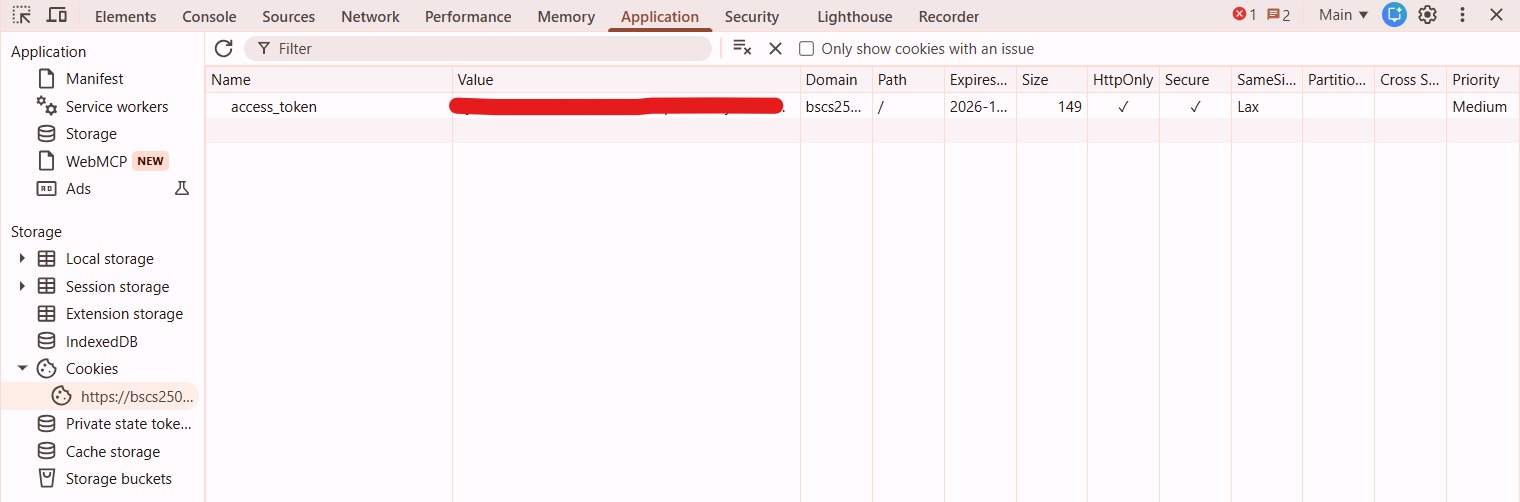 Elements Console Sources Network Performance Memory Application Security Lighthouse Recorder 1 2 Main
Application
Manifest
Service workers
Storage
WebMCP NEW
Ads
Storage
Local storage
Session storage
Extension storage
IndexedDB
Cookies
https://bscs250...
Private state toke...
Cache storage
Storage buckets
Filter Only show cookies with an issue
Name Value Domain Path Expires... Size HttpOnly Secure SameSi... Partitio... Cross S... Priority
access_token bscs25... / 2026-1... 149 ✓ ✓ Lax Medium